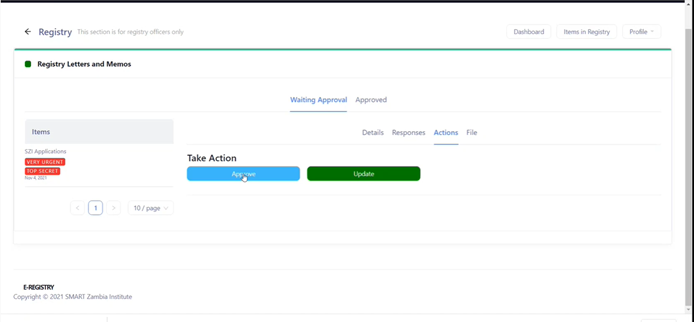 Registry This section is for registry officers only
Dashboard Items in Registry Profile
Registry Letters and Memos
Waiting Approval Approved
Items
Details Responses Actions File
SZI Applications
VERY URGENT
TOP SECRET
Nov 4, 2021
Take Action
Approve Update
< 1 > 10 / page
E-REGISTRY
Copyright © 2021 SMART Zambia Institute